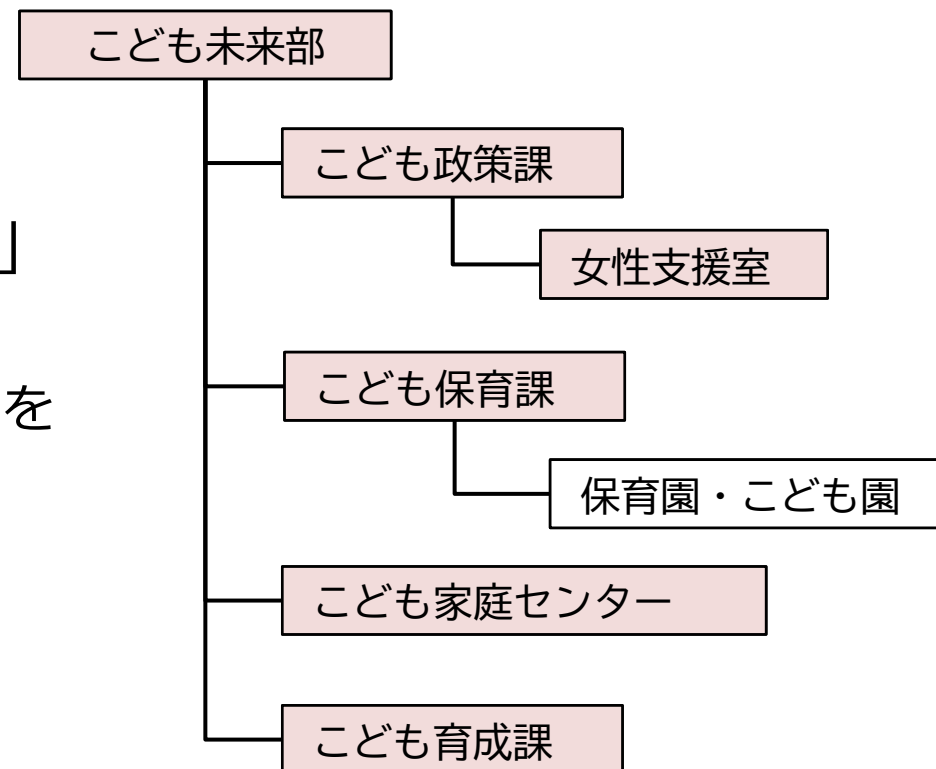 こども未来部
こども政策課
」
女性支援室
こども保育課
を
保育園・こども園
こども家庭センター
こども育成課